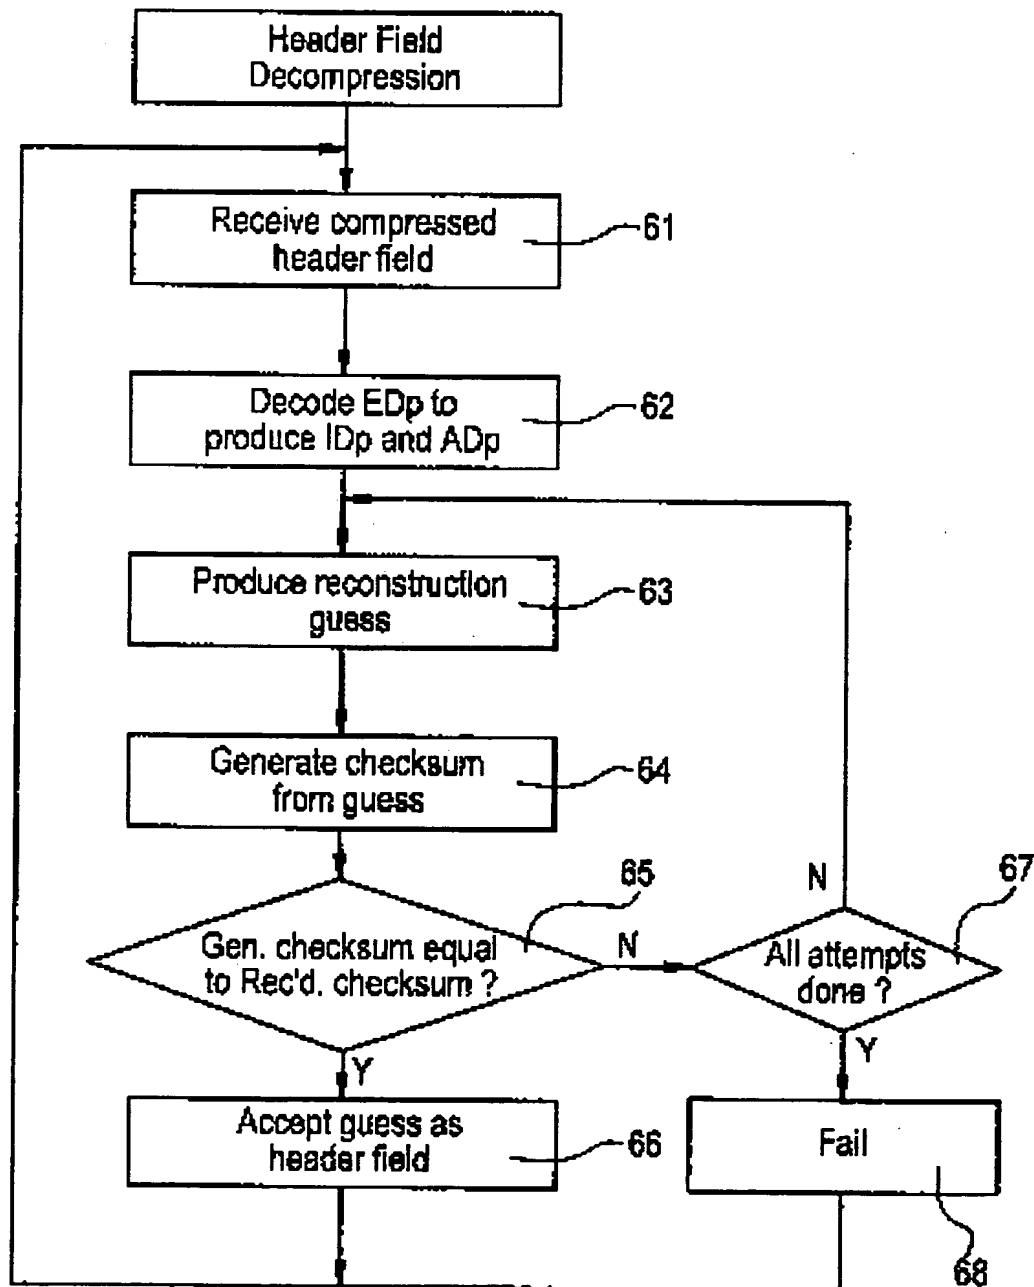 Header Field
Decompression
Receive compressed
header field
61
Decode EDp to
produce IDp and ADp
62
Produce reconstruction
guess
63
Generate checksum
from guess
64
Gen. checksum equal
to Rec'd. checksum ?
65
N
All attempts
done ?
67
N
Y
Y
Accept guess as
header field
66
Fail
68